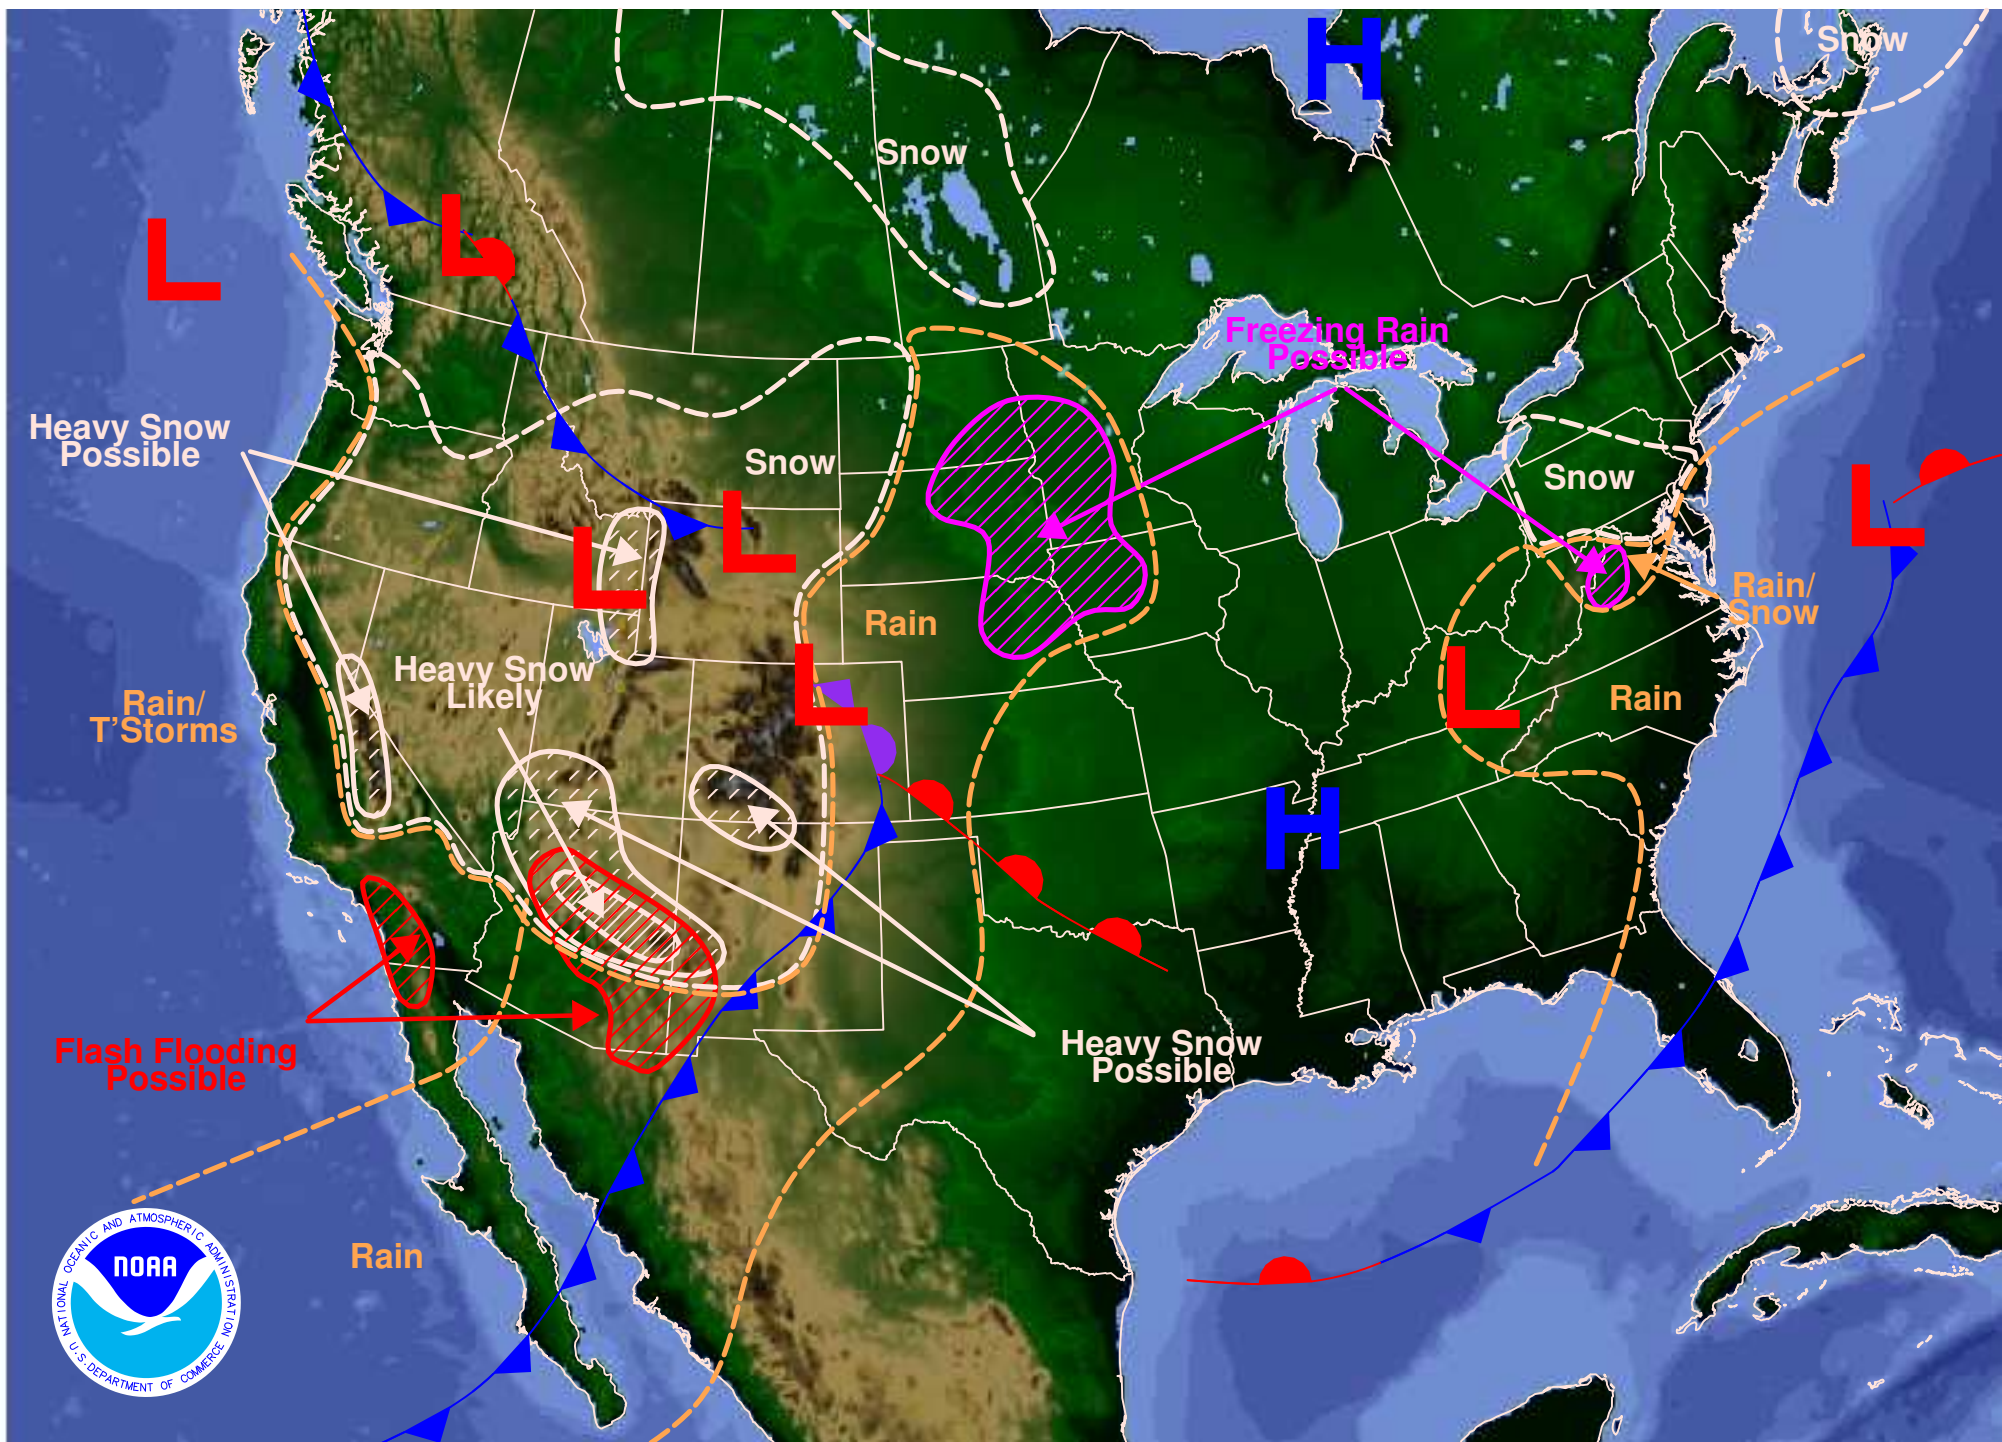 H
Snow
Snow
L
L
Freezing Rain
Possible
Heavy Snow
Possible
Snow
Snow
L
L
L
Rain
Rain/
Snow
Heavy Snow
Likely
L
L
Rain
Rain/
T'Storms
H
Flash Flooding
Possible
Heavy Snow
Possible
Rain
NATIONAL OCEANIC AND ATMOSPHERIC ADMINISTRATION
NOAA
U.S. DEPARTMENT OF COMMERCE